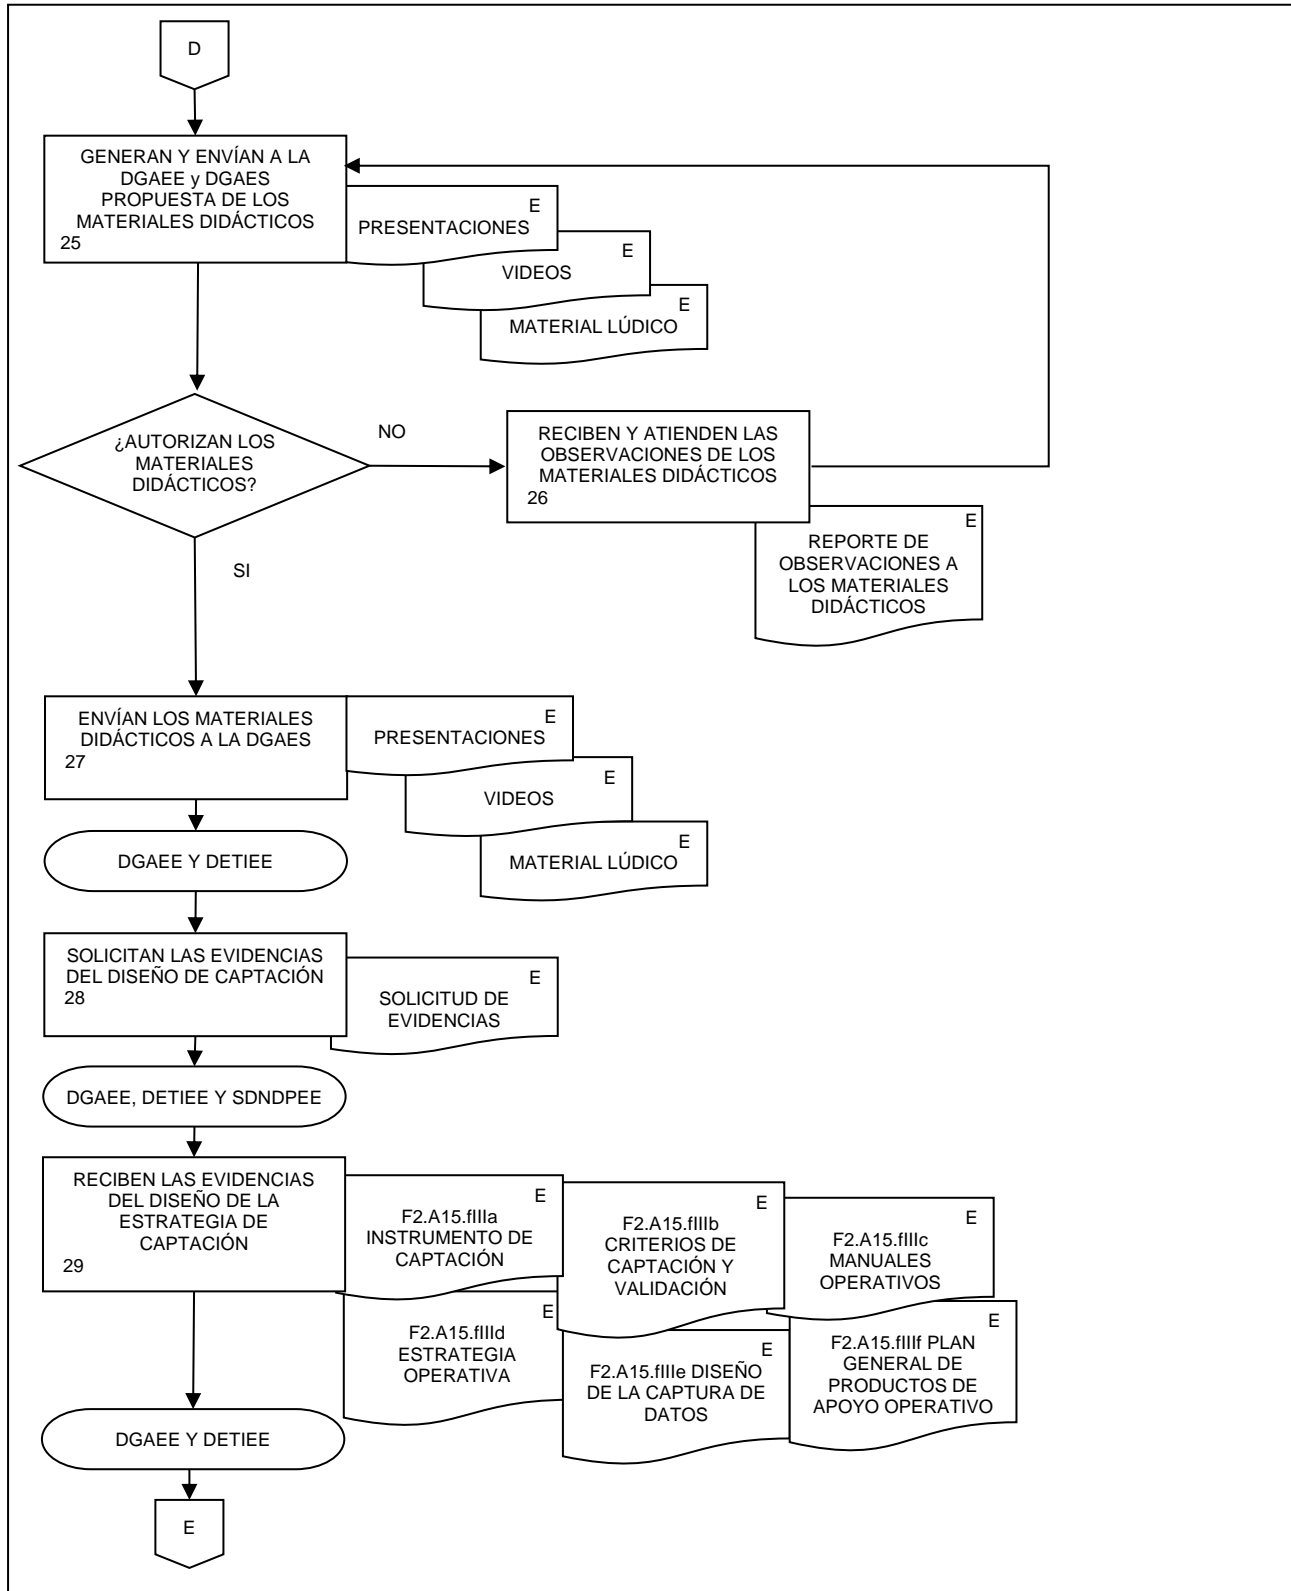 D
GENERAN Y ENVÍAN A LA
DGAEE y DGAES
PROPUESTA DE LOS
MATERIALES DIDÁCTICOS
25
E
PRESENTACIONES
E
VIDEOS
E
MATERIAL LÚDICO
¿AUTORIZAN LOS
MATERIALES
DIDÁCTICOS?
NO
RECIBEN Y ATIENDEN LAS
OBSERVACIONES DE LOS
MATERIALES DIDÁCTICOS
26
E
REPORTE DE
OBSERVACIONES A
LOS MATERIALES
DIDÁCTICOS
SI
ENVÍAN LOS MATERIALES
DIDÁCTICOS A LA DGAES
27
E
PRESENTACIONES
E
VIDEOS
E
MATERIAL LÚDICO
DGAEE Y DETIEE
SOLICITAN LAS EVIDENCIAS
DEL DISEÑO DE CAPTACIÓN
28
E
SOLICITUD DE
EVIDENCIAS
DGAEE, DETIEE Y SDNDPEE
RECIBEN LAS EVIDENCIAS
DEL DISEÑO DE LA
ESTRATEGIA DE
CAPTACIÓN
29
E
F2.A15.fIIIa
INSTRUMENTO DE
CAPTACIÓN
E
F2.A15.fIIIb
CRITERIOS DE
CAPTACIÓN Y
VALIDACIÓN
E
F2.A15.fIIIc
MANUALES
OPERATIVOS
E
F2.A15.fIIId
ESTRATEGIA
OPERATIVA
E
F2.A15.fIIIe DISEÑO
DE LA CAPTURA DE
DATOS
E
F2.A15.fIIIf PLAN
GENERAL DE
PRODUCTOS DE
APOYO OPERATIVO
DGAEE Y DETIEE
E